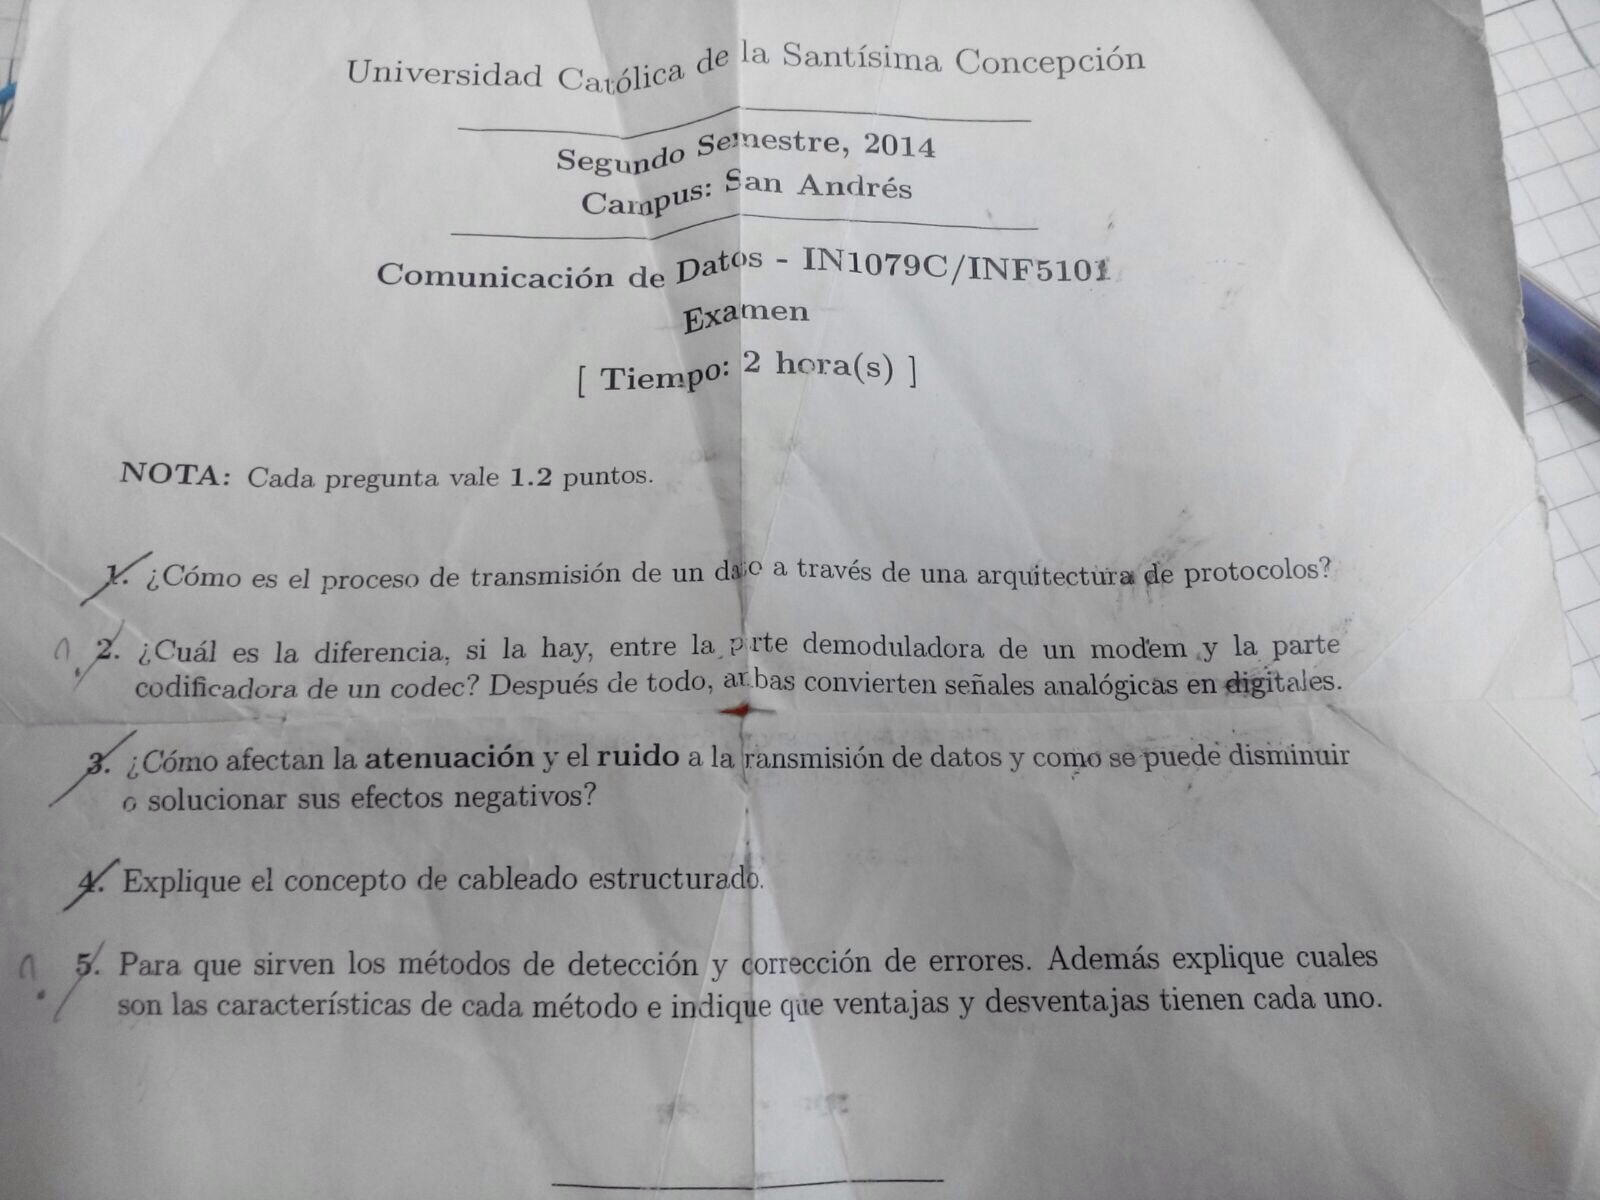 Universidad Católica de la Santísima Concepción
Segundo Semestre, 2014
Campus: San Andrés
Comunicación de Datos - IN1079C/INF5101
Examen
[ Tiempo: 2 hora(s) ]
NOTA: Cada pregunta vale 1.2 puntos.
1. ¿Cómo es el proceso de transmisión de un dato a través de una arquitectura de protocolos?
2. ¿Cuál es la diferencia, si la hay, entre la parte demoduladora de un modem y la parte
codificadora de un codec? Después de todo, ambas convierten señales analógicas en digitales.
3. ¿Cómo afectan la atenuación y el ruido a la transmisión de datos y como se puede disminuir
o solucionar sus efectos negativos?
4. Explique el concepto de cableado estructurado.
5. Para que sirven los métodos de detección y corrección de errores. Además explique cuales
son las características de cada método e indique que ventajas y desventajas tienen cada uno.